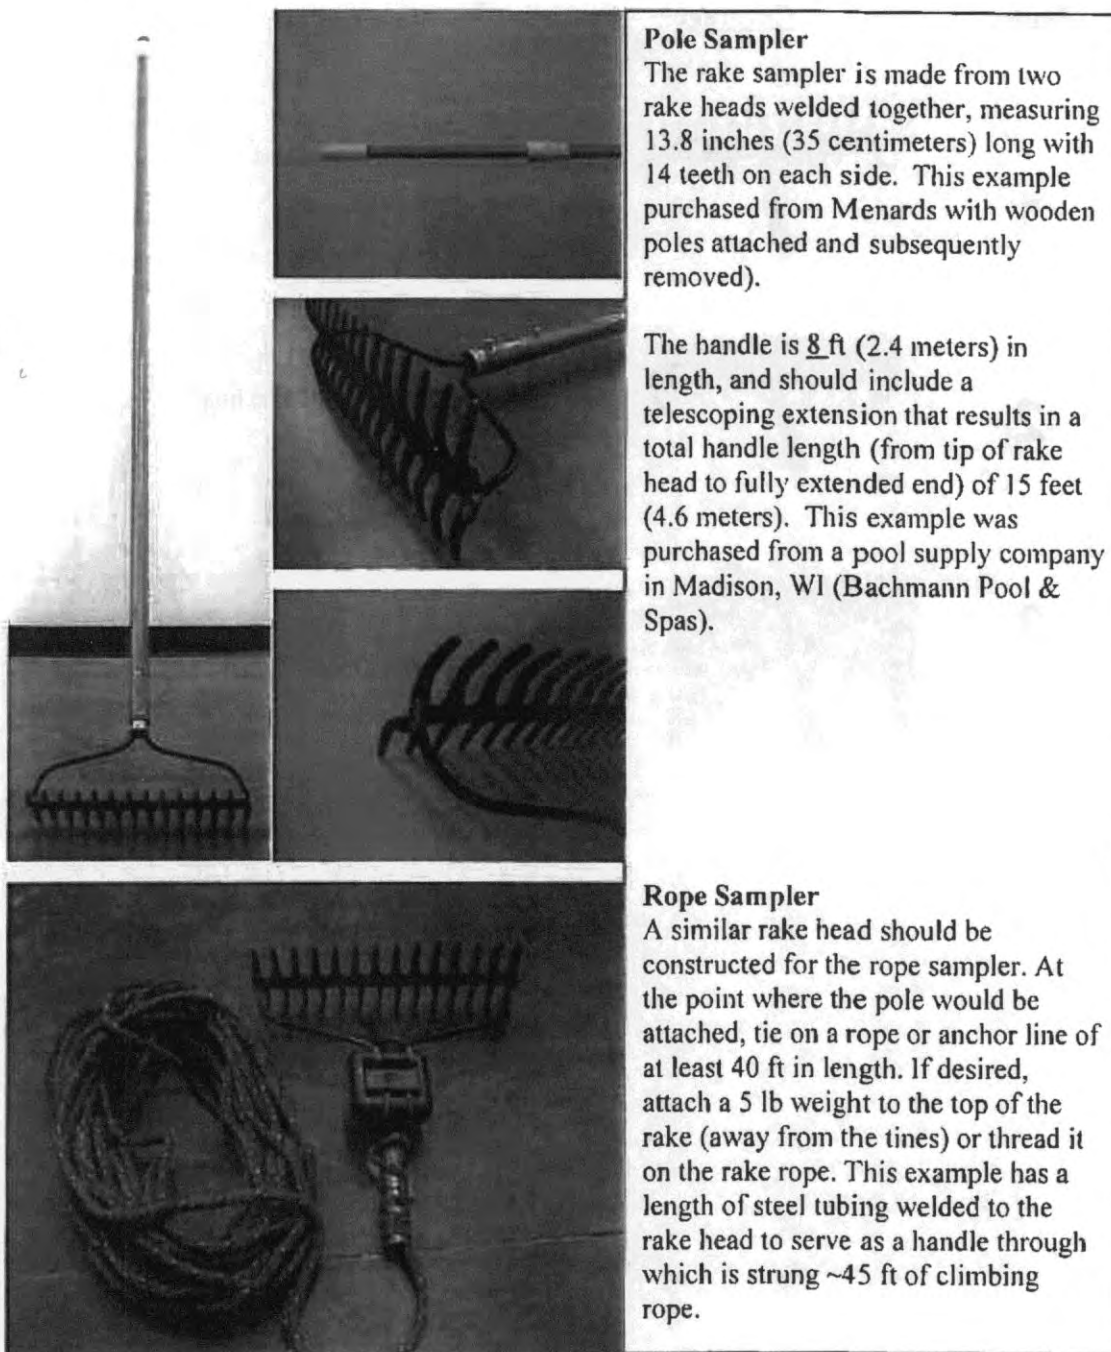 Pole Sampler
The rake sampler is made from two
rake heads welded together, measuring
13.8 inches (35 centimeters) long with
14 teeth on each side.  This example
purchased from Menards with wooden
poles attached and subsequently
removed).

The handle is 8 ft (2.4 meters) in
length, and should include a
telescoping extension that results in a
total handle length (from tip of rake
head to fully extended end) of 15 feet
(4.6 meters).  This example was
purchased from a pool supply company
in Madison, WI (Bachmann Pool &
Spas).

Rope Sampler
A similar rake head should be
constructed for the rope sampler. At
the point where the pole would be
attached, tie on a rope or anchor line of
at least 40 ft in length. If desired,
attach a 5 lb weight to the top of the
rake (away from the tines) or thread it
on the rake rope. This example has a
length of steel tubing welded to the
rake head to serve as a handle through
which is strung ~45 ft of climbing
rope.